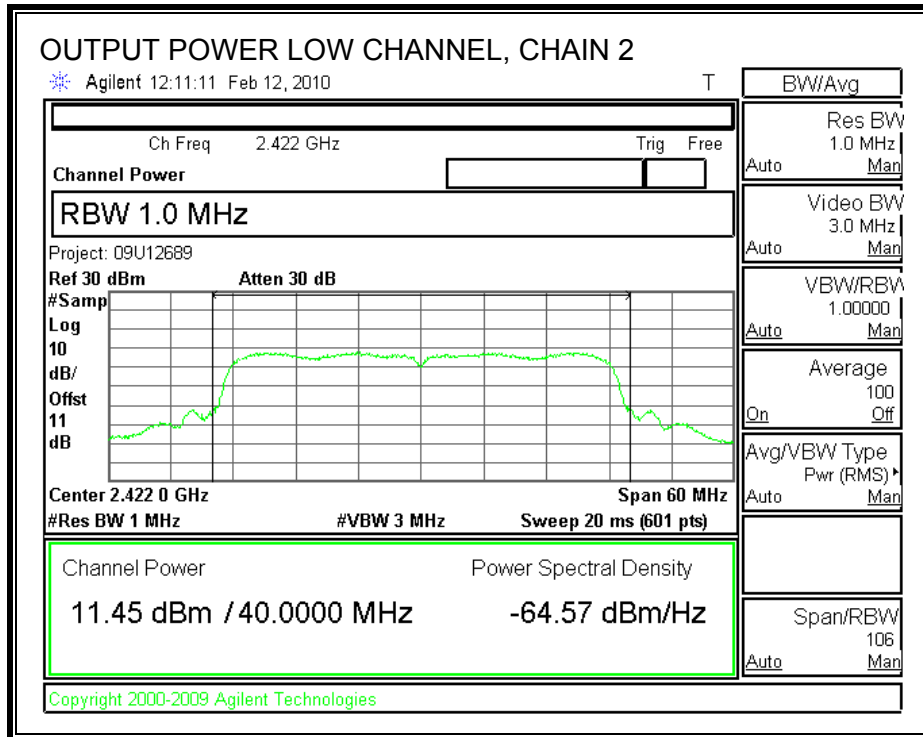 OUTPUT POWER LOW CHANNEL, CHAIN 2
Agilent 12:11:11 Feb 12, 2010 T
Ch Freq 2.422 GHz Trig Free
Channel Power
RBW 1.0 MHz
Project: 09U12689
Ref 30 dBm Atten 30 dB
#Samp
Log
10
dB/
Offst
11
dB
Center 2.422 0 GHz Span 60 MHz
#Res BW 1 MHz #VBW 3 MHz Sweep 20 ms (601 pts)
Channel Power Power Spectral Density
11.45 dBm / 40.0000 MHz -64.57 dBm/Hz
Copyright 2000-2009 Agilent Technologies
BW/Avg
Res BW
1.0 MHz
Auto Man
Video BW
3.0 MHz
Auto Man
VBW/RBW
1.00000
Auto Man
Average
100
On Off
Avg/VBW Type
Pwr (RMS)
Auto Man
Span/RBW
106
Auto Man